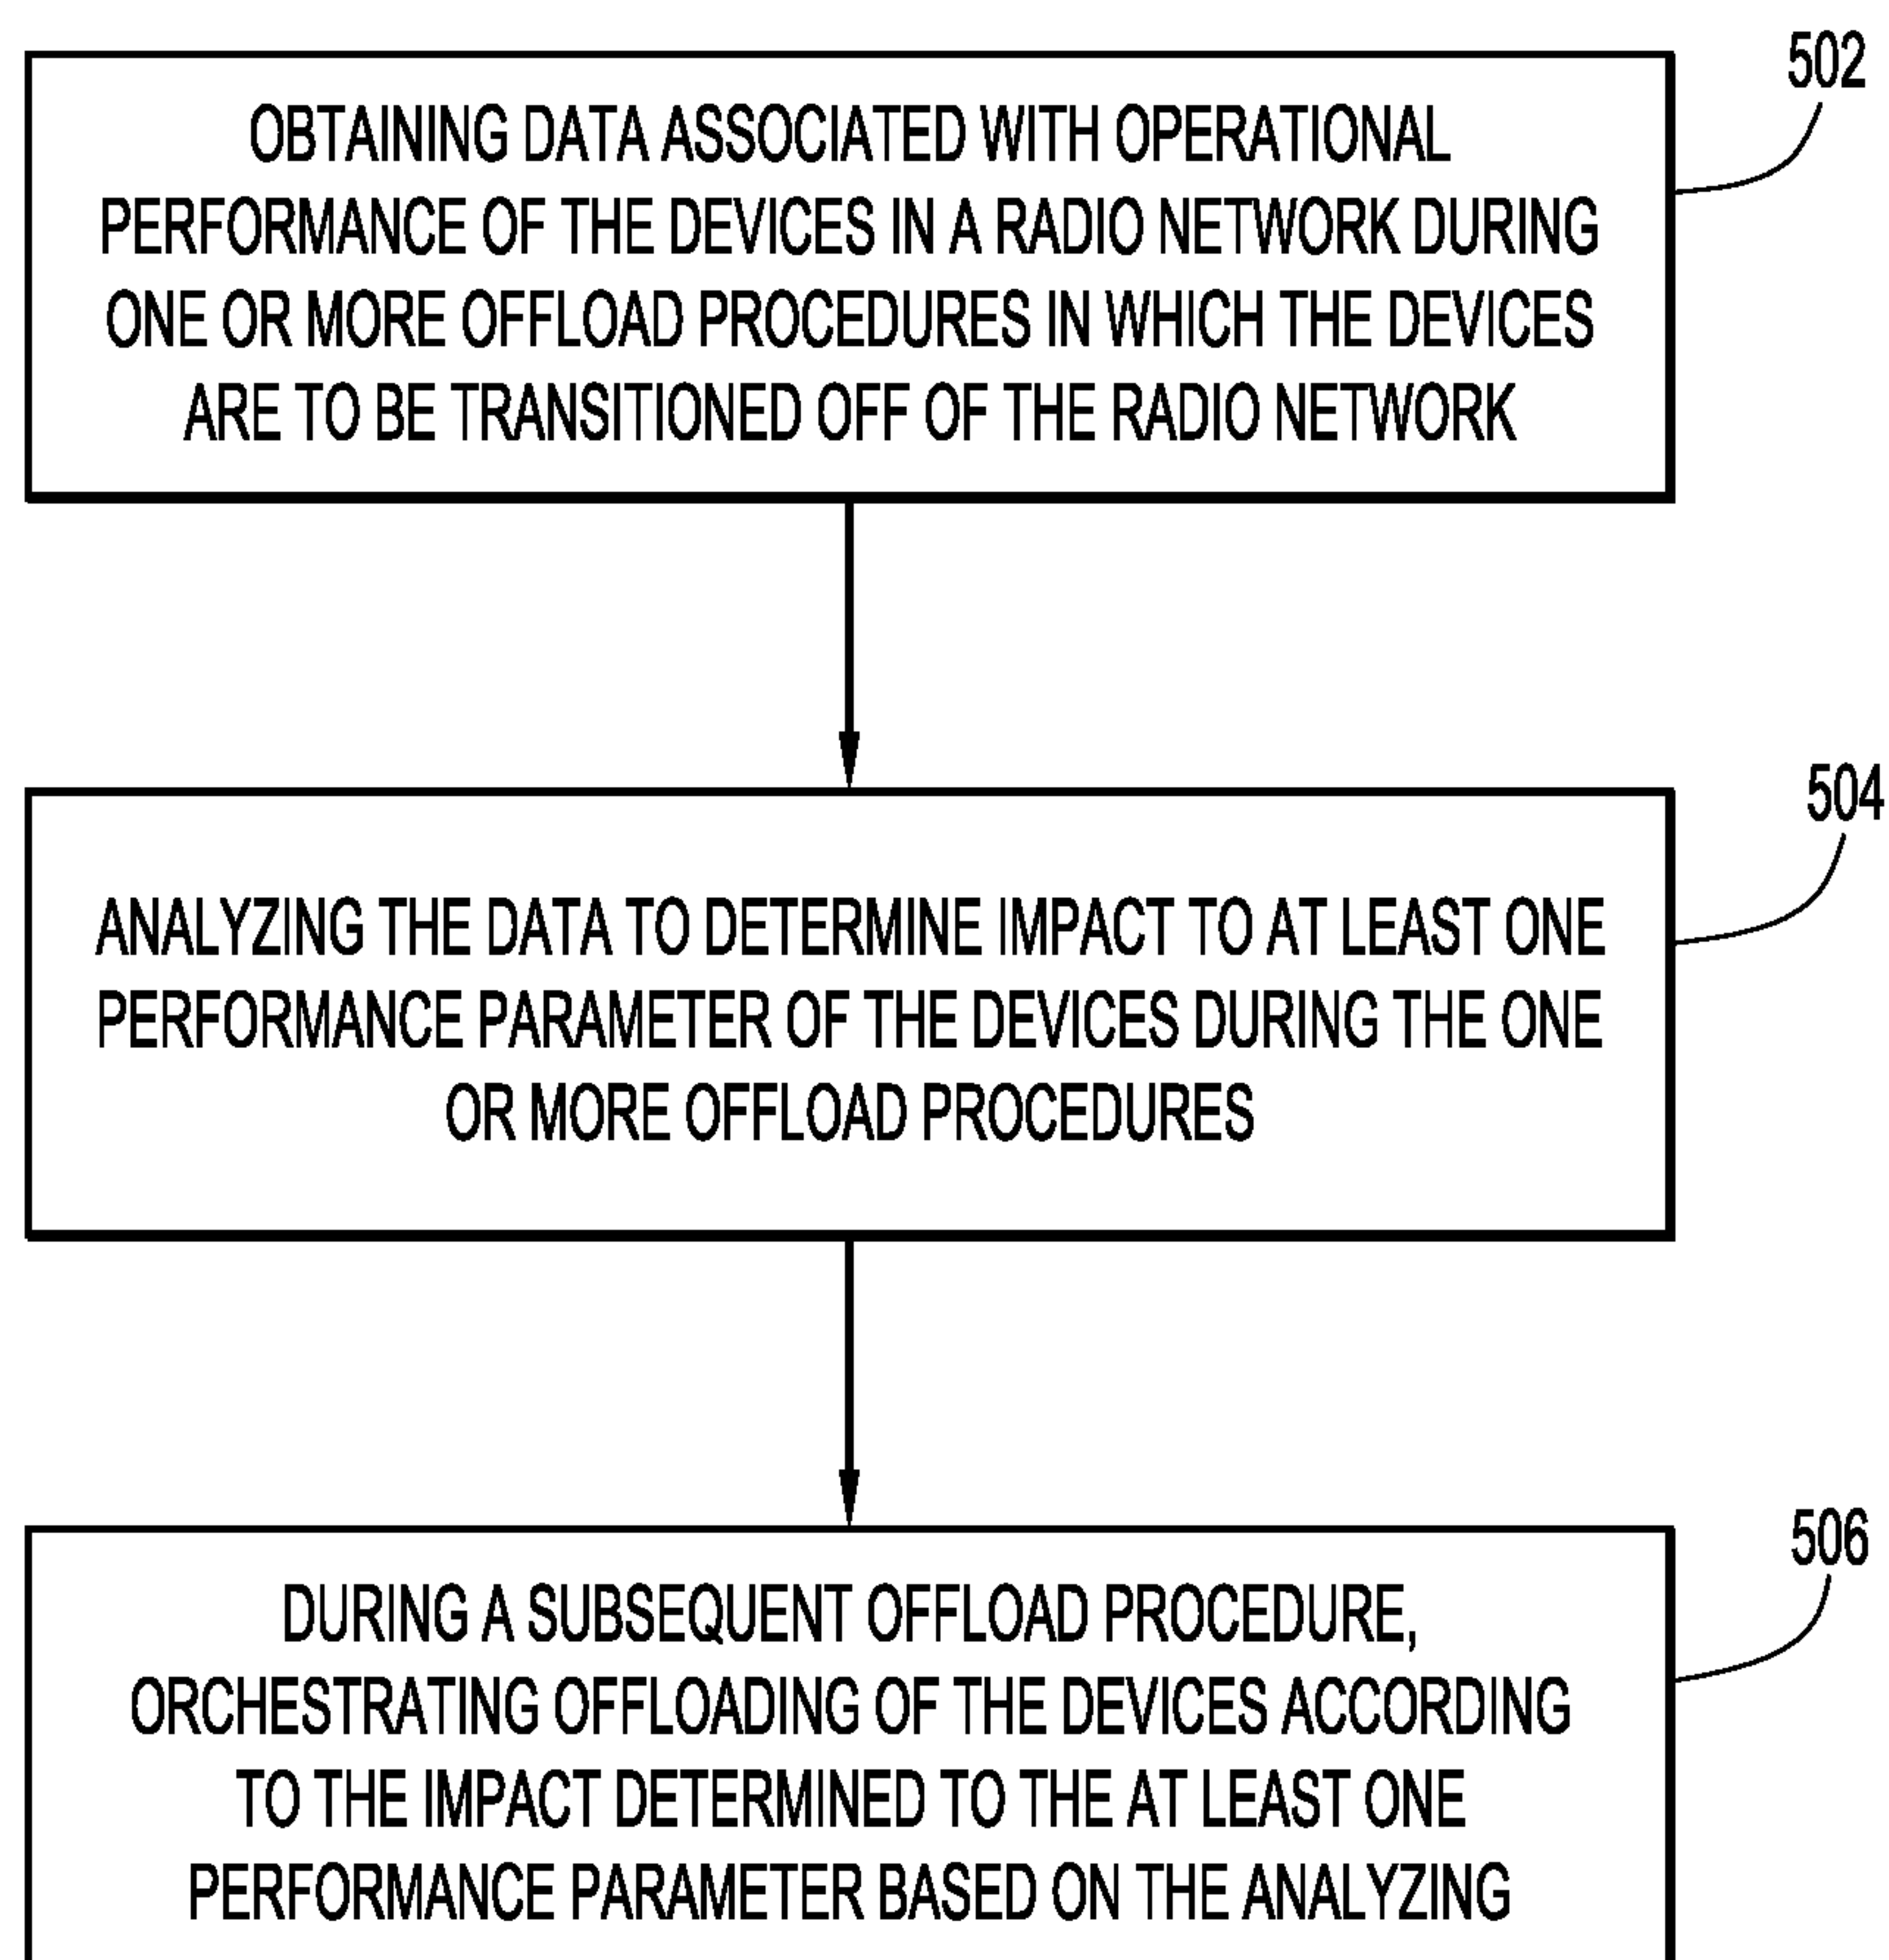 502
OBTAINING DATA ASSOCIATED WITH OPERATIONAL
PERFORMANCE OF THE DEVICES IN A RADIO NETWORK DURING
ONE OR MORE OFFLOAD PROCEDURES IN WHICH THE DEVICES
ARE TO BE TRANSITIONED OFF OF THE RADIO NETWORK
504
ANALYZING THE DATA TO DETERMINE IMPACT TO AT LEAST ONE
PERFORMANCE PARAMETER OF THE DEVICES DURING THE ONE
OR MORE OFFLOAD PROCEDURES
506
DURING A SUBSEQUENT OFFLOAD PROCEDURE,
ORCHESTRATING OFFLOADING OF THE DEVICES ACCORDING
TO THE IMPACT DETERMINED TO THE AT LEAST ONE
PERFORMANCE PARAMETER BASED ON THE ANALYZING